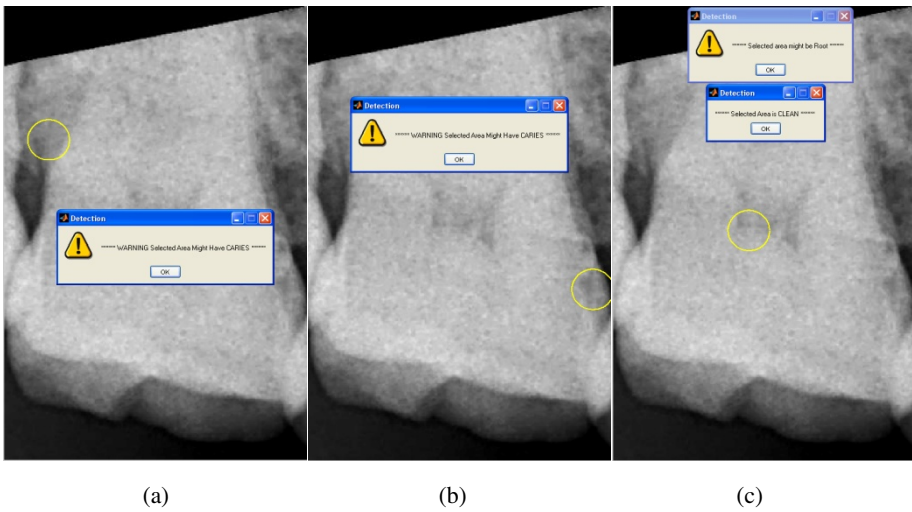 Detection
****** WARNING Selected Area Might Have CARIES ******
OK
Detection
****** WARNING Selected Area Might Have CARIES ******
OK
Detection
****** Selected area might be Root ******
OK
Detection
****** Selected Area is CLEAN ******
OK
(a)
(b)
(c)